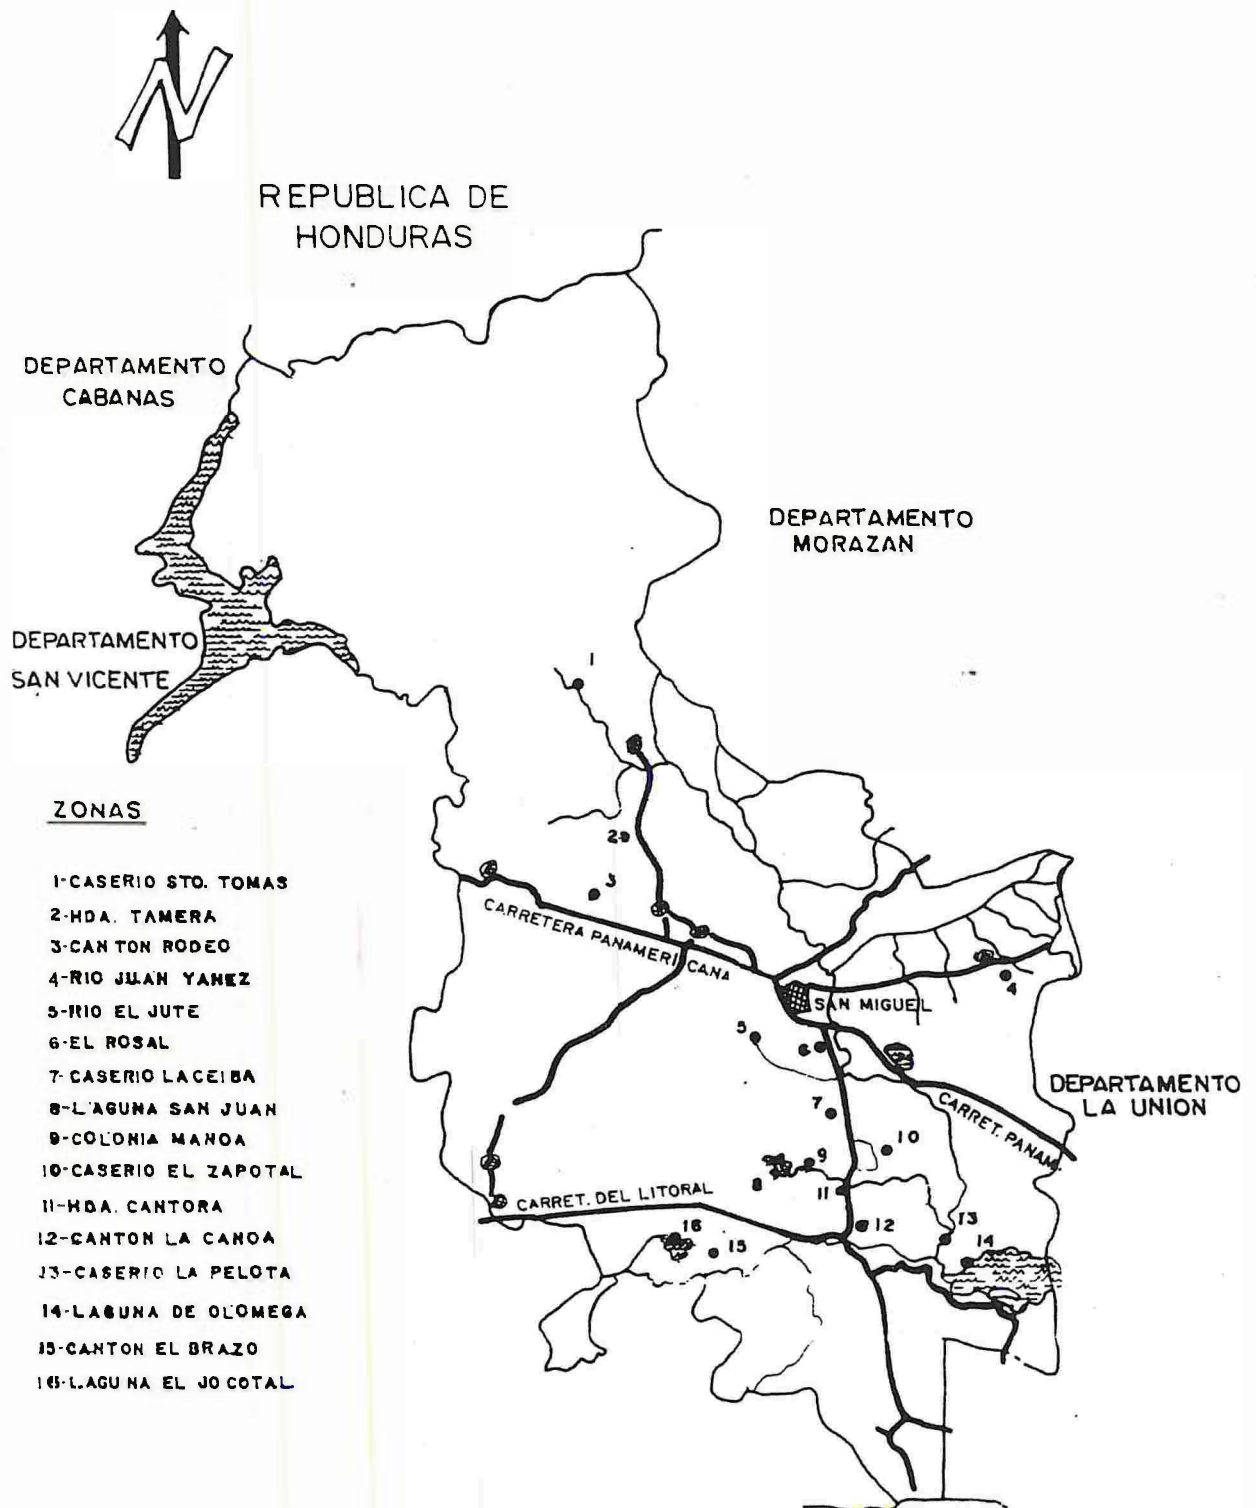 N
REPUBLICA DE
HONDURAS
DEPARTAMENTO
CABANAS
DEPARTAMENTO
MORAZAN
DEPARTAMENTO
SAN VICENTE
1
2
3
CARRETERA PANAMERICANA
SAN MIGUEL
4
5
6
7
DEPARTAMENTO
LA UNION
CARRET. PANAM.
10
9
8
11
CARRET. DEL LITORAL
12
13
14
16
15
ZONAS
1-CASERIO STO. TOMAS
2-HDA. TAMERA
3-CANTON RODEO
4-RIO JUAN YANEZ
5-RIO EL JUTE
6-EL ROSAL
7-CASERIO LACEIBA
8-LAGUNA SAN JUAN
9-COLONIA MANOA
10-CASERIO EL ZAPOTAL
11-HDA. CANTORA
12-CANTON LA CANOA
13-CASERIO LA PELOTA
14-LAGUNA DE OLOMEGA
15-CANTON EL BRAZO
16-LAGUNA EL JOCOTAL